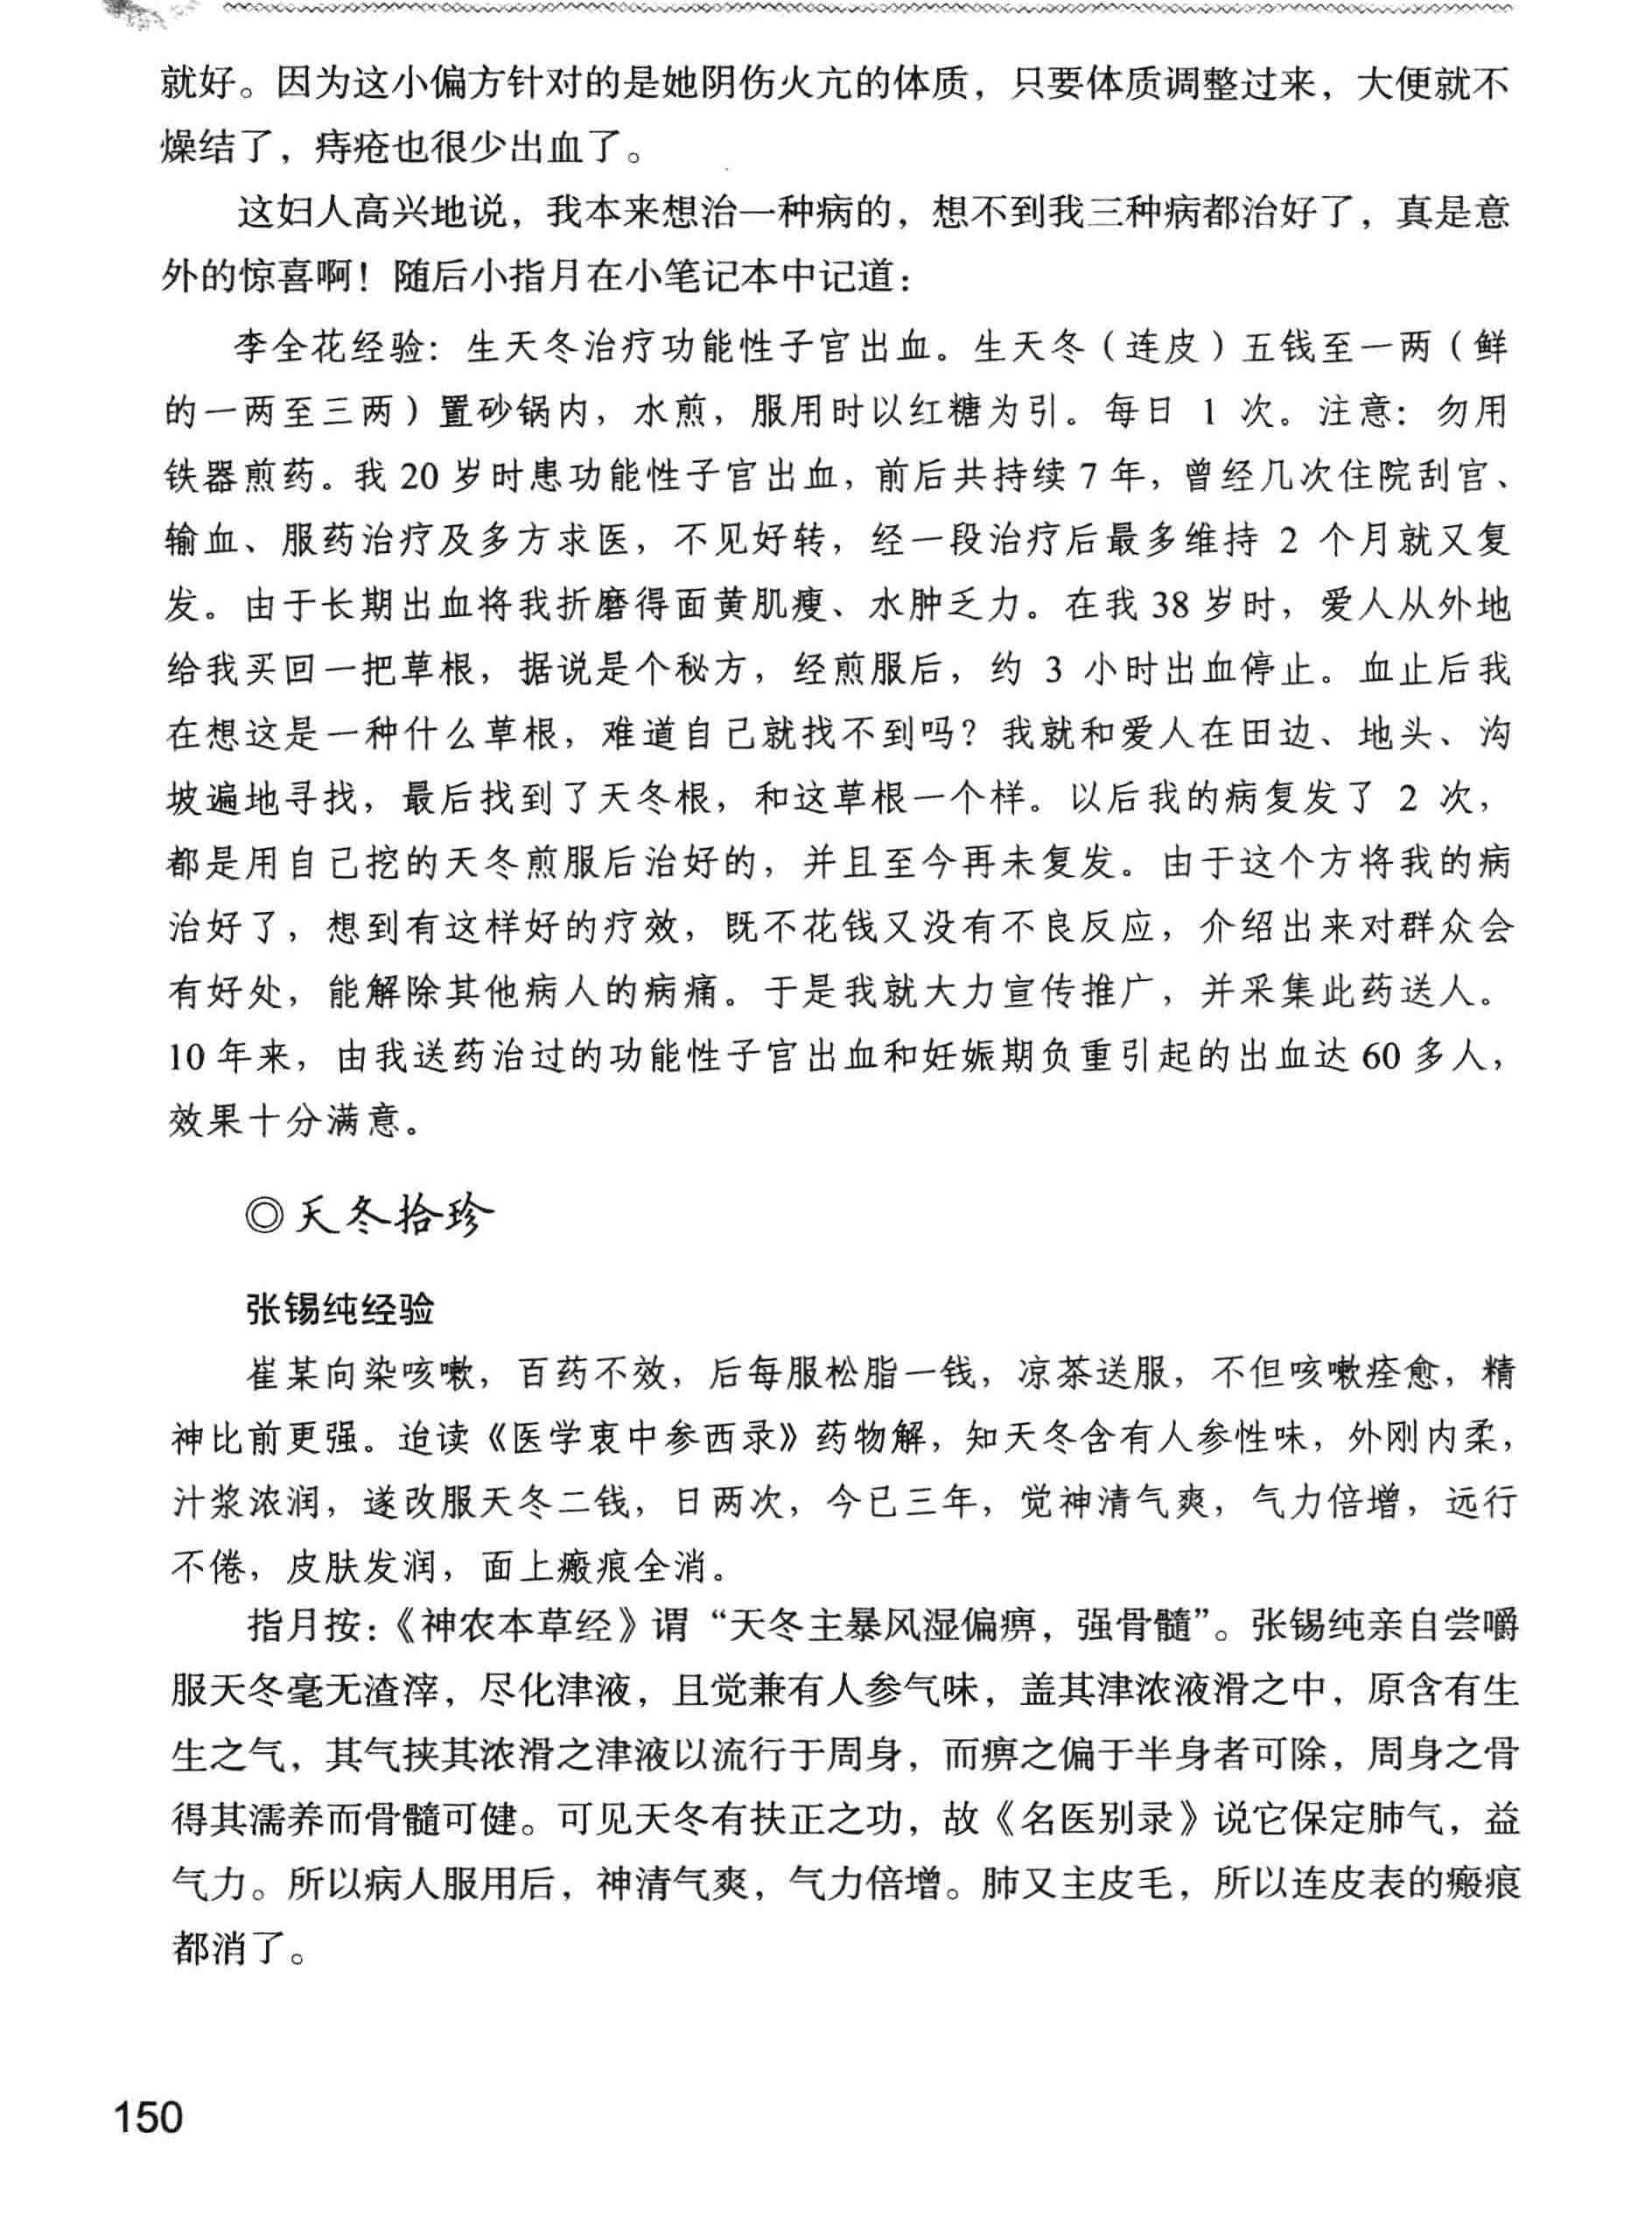 就好。因为这小偏方针对的是她阴伤火亢的体质，只要体质调整过来，大便就不
燥结了，痔疮也很少出血了。
这妇人高兴地说，我本来想治一种病的，想不到我三种病都治好了，真是意
外的惊喜啊！随后小指月在小笔记本中记道：
李全花经验：生天冬治疗功能性子宫出血。生天冬（连皮）五钱至一两（鲜
的一两至三两）置砂锅内，水煎，服用时以红糖为引。每日 1 次。注意：勿用
铁器煎药。我 20 岁时患功能性子宫出血，前后共持续 7 年，曾经几次住院刮宫、
输血、服药治疗及多方求医，不见好转，经一段治疗后最多维持 2 个月就又复
发。由于长期出血将我折磨得面黄肌瘦、水肿乏力。在我 38 岁时，爱人从外地
给我买回一把草根，据说是个秘方，经煎服后，约 3 小时出血停止。血止后我
在想这是一种什么草根，难道自己就找不到吗？我就和爱人在田边、地头、沟
坡遍地寻找，最后找到了天冬根，和这草根一个样。以后我的病复发了 2 次，
都是用自己挖的天冬煎服后治好的，并且至今再未复发。由于这个方将我的病
治好了，想到有这样好的疗效，既不花钱又没有不良反应，介绍出来对群众会
有好处，能解除其他病人的病痛。于是我就大力宣传推广，并采集此药送人。
10 年来，由我送药治过的功能性子宫出血和妊娠期负重引起的出血达 60 多人，
效果十分满意。
◎天冬拾珍
张锡纯经验
崔某向染咳嗽，百药不效，后每服松脂一钱，凉茶送服，不但咳嗽痊愈，精
神比前更强。迨读《医学衷中参西录》药物解，知天冬含有人参性味，外刚内柔，
汁浆浓润，遂改服天冬二钱，日两次，今已三年，觉神清气爽，气力倍增，远行
不倦，皮肤发润，面上瘢痕全消。
指月按：《神农本草经》谓“天冬主暴风湿偏痹，强骨髓”。张锡纯亲自尝嚼
服天冬毫无渣滓，尽化津液，且觉兼有人参气味，盖其津浓液滑之中，原含有生
生之气，其气挟其浓滑之津液以流行于周身，而痹之偏于半身者可除，周身之骨
得其濡养而骨髓可健。可见天冬有扶正之功，故《名医别录》说它保定肺气，益
气力。所以病人服用后，神清气爽，气力倍增。肺又主皮毛，所以连皮表的瘢痕
都消了。
150